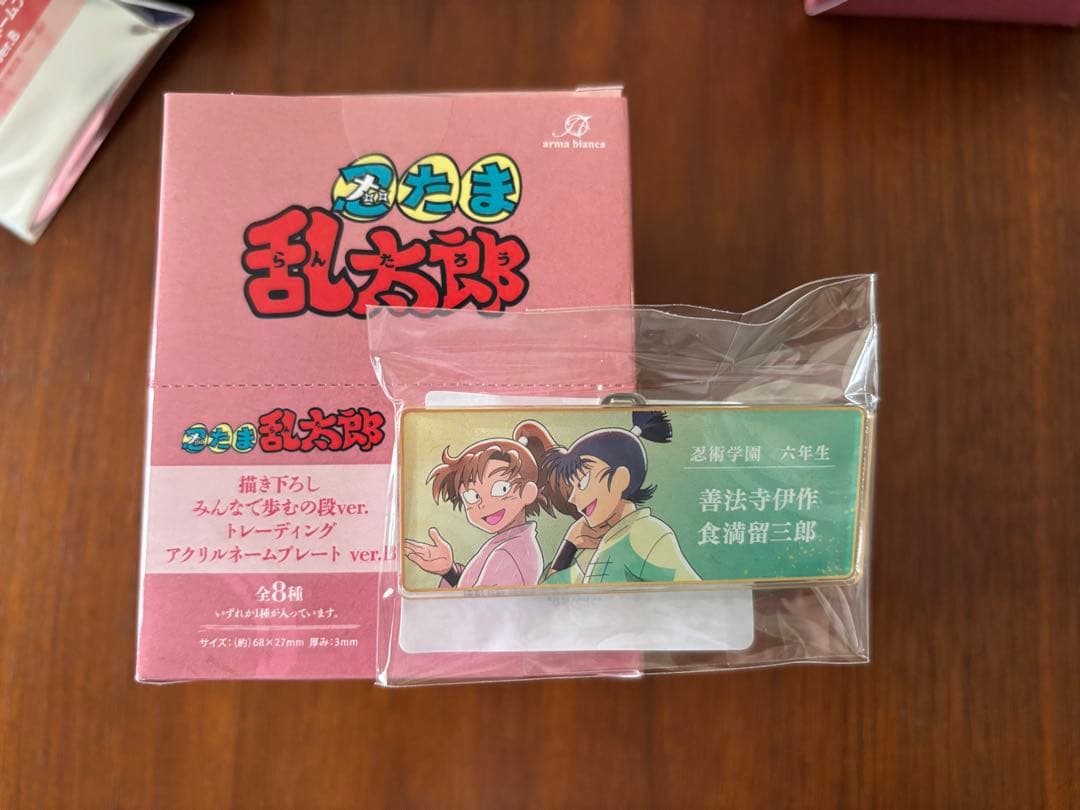 arma bianca
忍たま
乱太郎
らんたろう
忍たま乱太郎
描き下ろし
みんなで歩むの段ver.
トレーディング
アクリルネームプレート ver.B
全8種
いずれか1種が入っています。
サイズ:(約)68×27mm 厚み:3mm
忍術学園 六年生
善法寺伊作
食満留三郎
ver.B